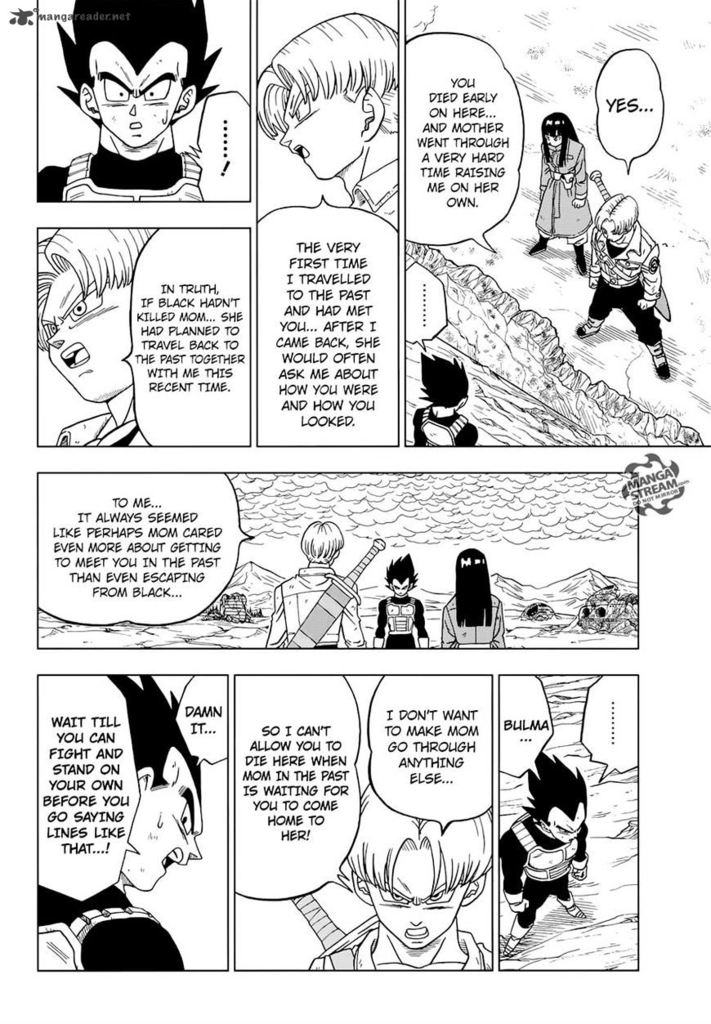 mangareader.net
YES...
YOU
DIED EARLY
ON HERE...
AND MOTHER
WENT THROUGH
A VERY HARD
TIME RAISING
ME ON HER
OWN.
........
THE VERY
FIRST TIME
I TRAVELLED
TO THE PAST
AND HAD MET
YOU... AFTER I
CAME BACK, SHE
WOULD OFTEN
ASK ME ABOUT
HOW YOU WERE
AND HOW YOU
LOOKED.
......!
IN TRUTH,
IF BLACK HADN'T
KILLED MOM... SHE
HAD PLANNED TO
TRAVEL BACK TO
THE PAST TOGETHER
WITH ME THIS
RECENT TIME.
MANGA
STREAM.com
DO NOT MIRROR
TO ME...
IT ALWAYS SEEMED
LIKE PERHAPS MOM CARED
EVEN MORE ABOUT GETTING
TO MEET YOU IN THE PAST
THAN EVEN ESCAPING
FROM BLACK...
........
BULMA
...
I DON'T WANT
TO MAKE MOM
GO THROUGH
ANYTHING
ELSE...
SO I CAN'T
ALLOW YOU TO
DIE HERE WHEN
MOM IN THE PAST
IS WAITING FOR
YOU TO COME
HOME TO
HER!
DAMN
IT...
WAIT TILL
YOU CAN
FIGHT AND
STAND ON
YOUR OWN
BEFORE YOU
GO SAYING
LINES LIKE
THAT...!